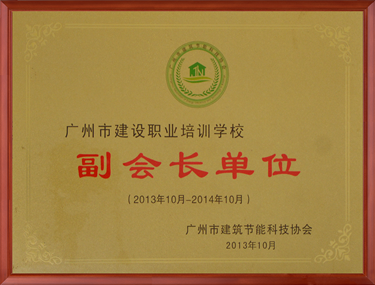 广州市建设职业培训学校
副会长单位
（2013年10月-2014年10月）
广州市建筑节能科技协会
2013年10月